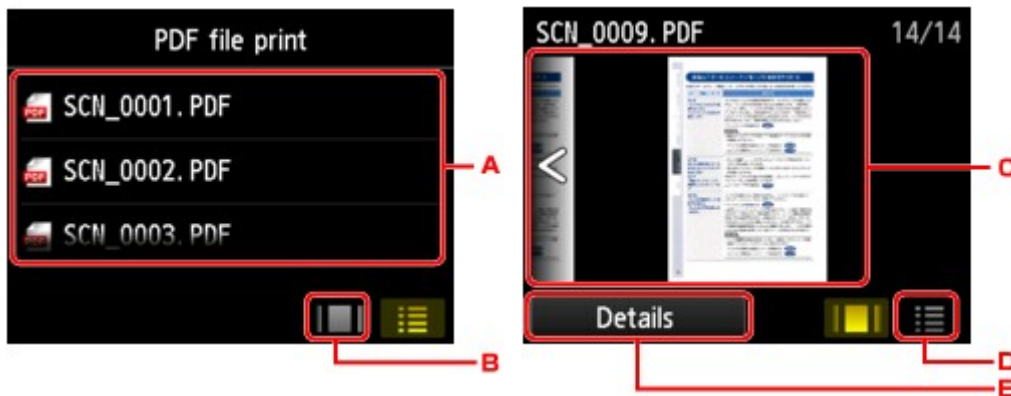 PDF file print
SCN_0001.PDF
SCN_0002.PDF
SCN_0003.PDF
A
B
SCN_0009.PDF 14/14
C
Details
D
E